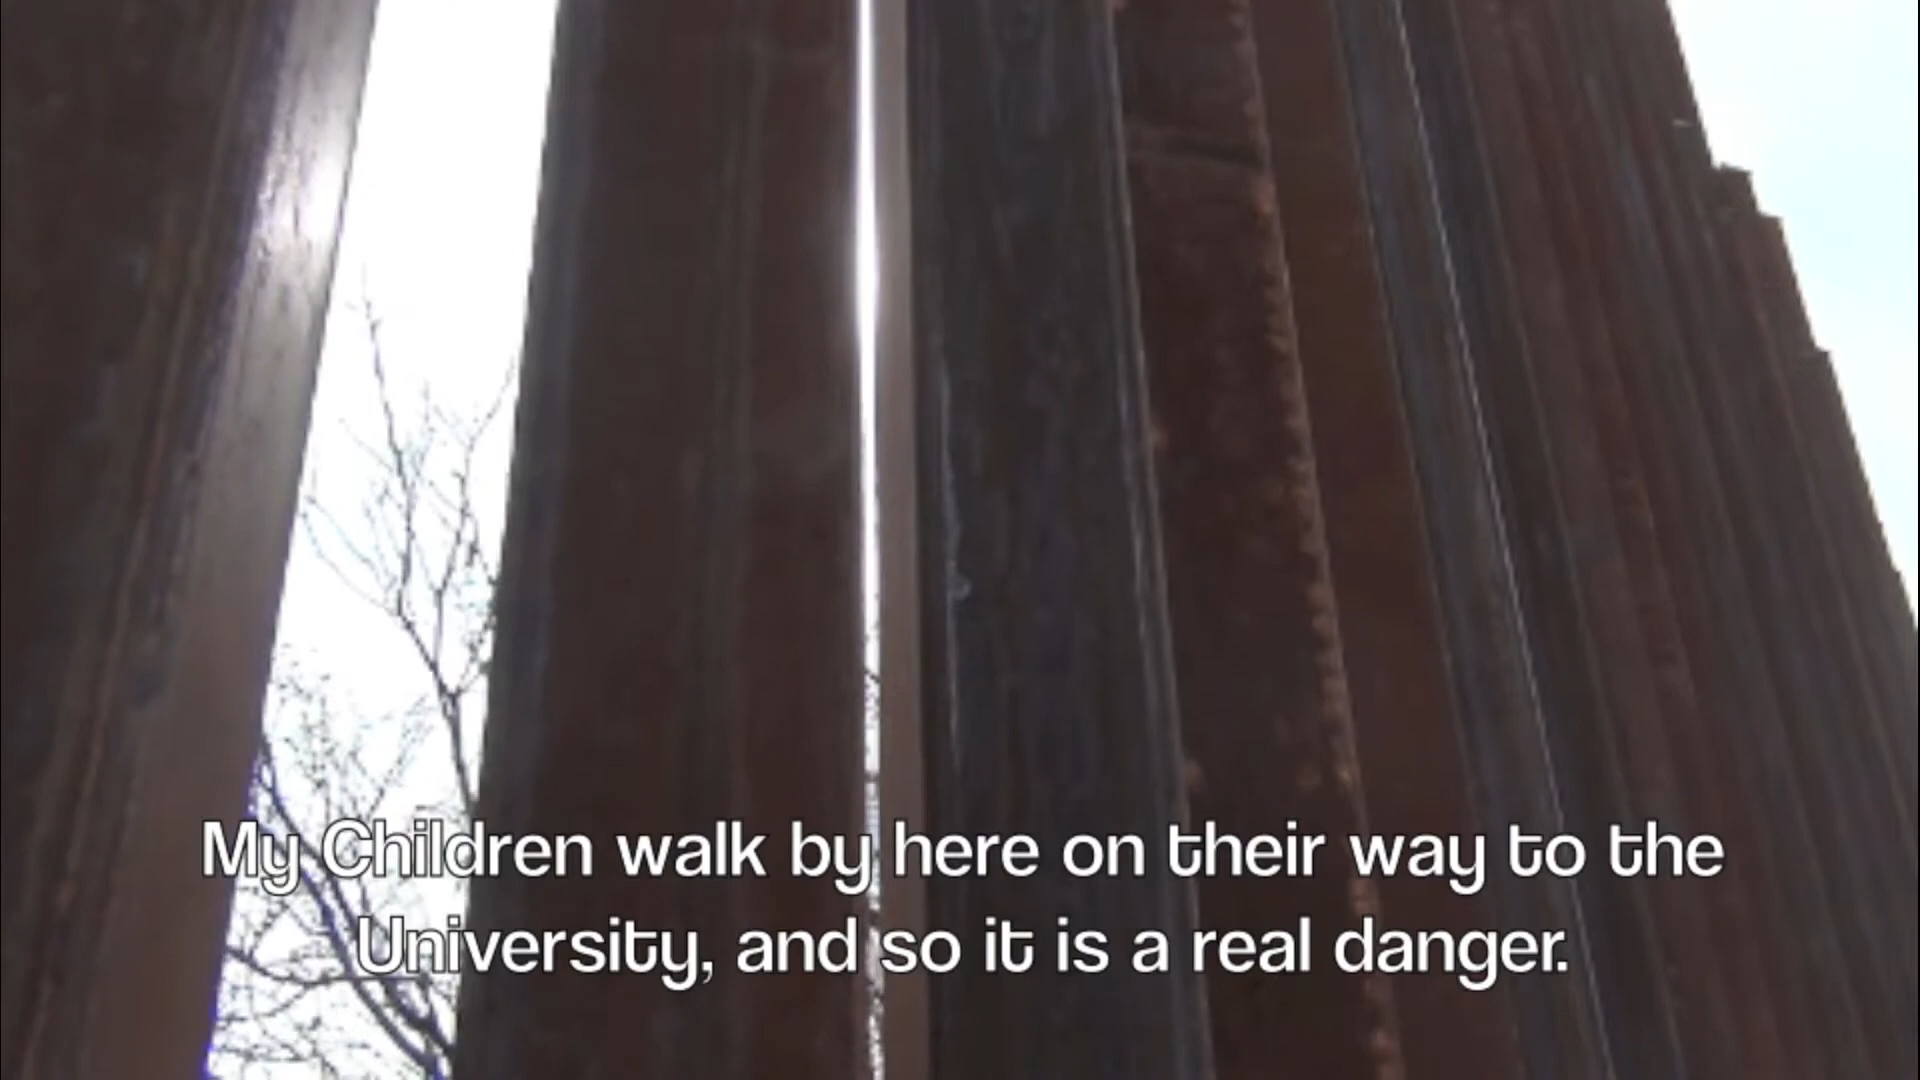 My Children walk by here on their way to the
University, and so it is a real danger.